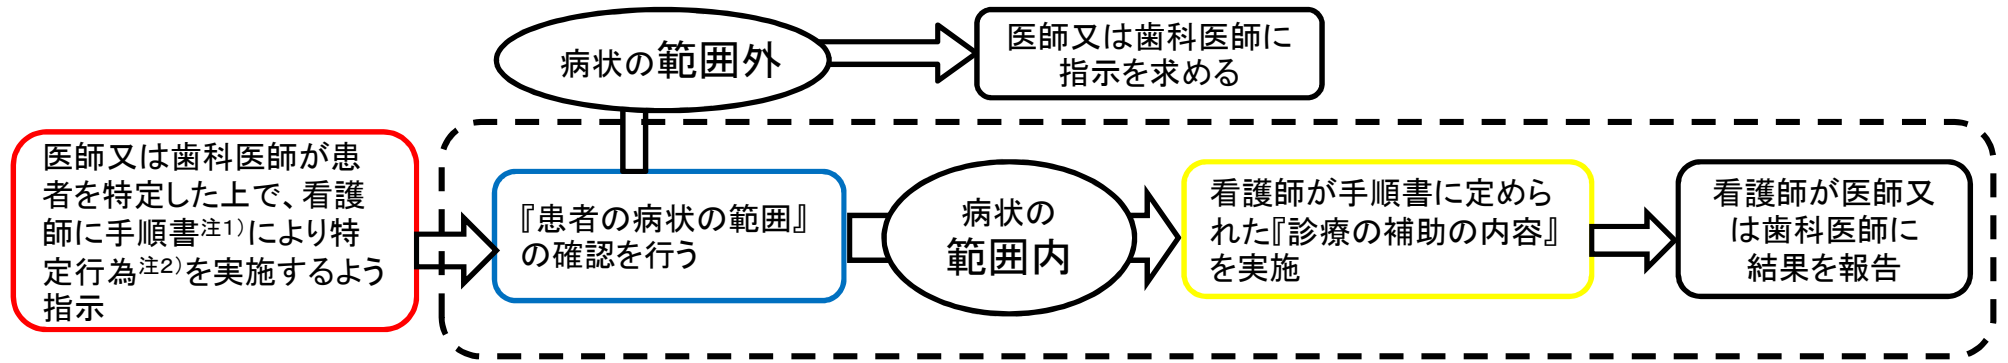 病状の範囲外
医師又は歯科医師に
指示を求める
医師又は歯科医師が患
者を特定した上で、看護
師に手順書注1)により特
定行為注2)を実施するよう
指示
『患者の病状の範囲』
の確認を行う
病状の
範囲内
看護師が手順書に定めら
れた『診療の補助の内容』
を実施
看護師が医師又
は歯科医師に
結果を報告